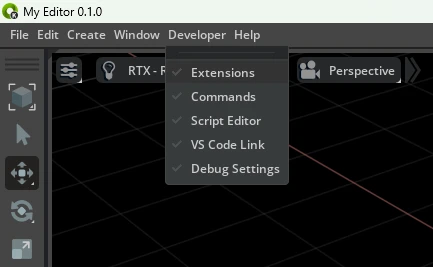 My Editor 0.1.0
File Edit Create Window Developer Help
RTX - R
Perspective
Extensions
Commands
Script Editor
VS Code Link
Debug Settings